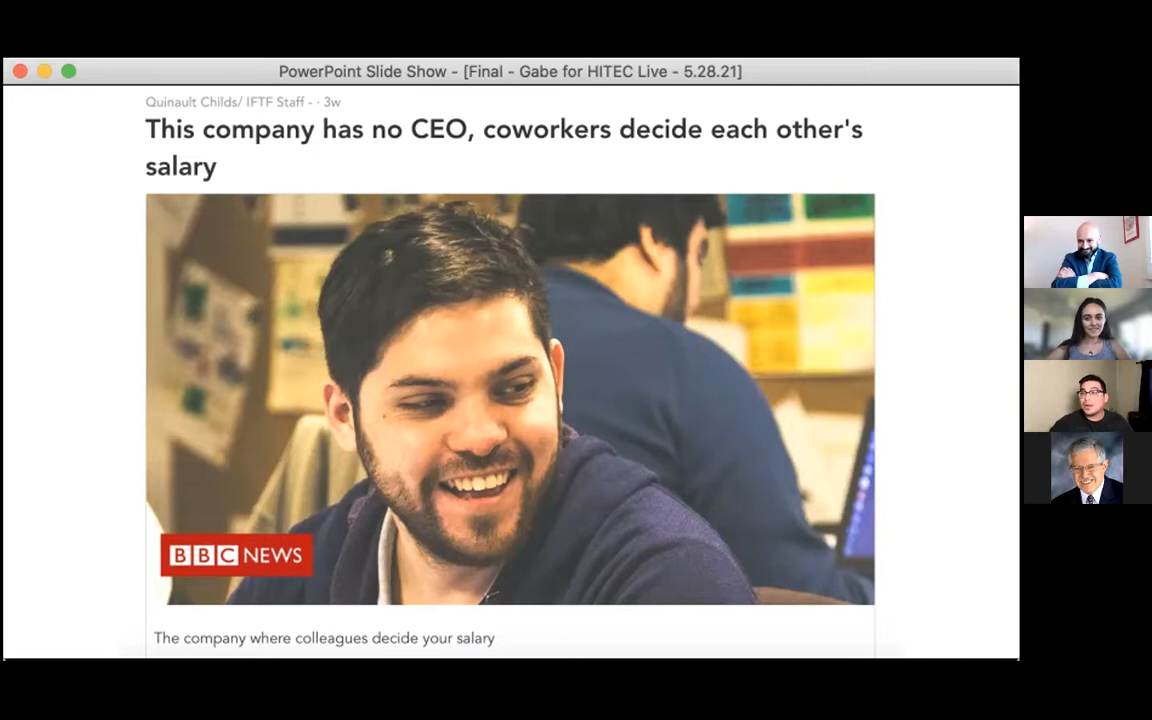 PowerPoint Slide Show - [Final - Gabe for HITEC Live - 5.28.21]
Quinault Childs/ IFTF Staff - · 3w
This company has no CEO, coworkers decide each other's
salary
BBC NEWS
The company where colleagues decide your salary